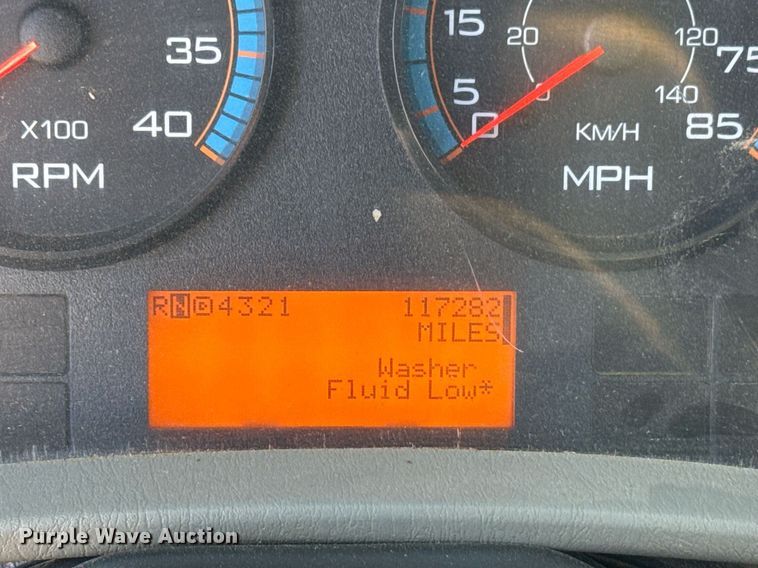 35
40
X100
RPM
15
5
0
20
0
120
140
75
85
KM/H
MPH
RND4321 117282
MILES
Washer
Fluid Low*
Purple Wave Auction